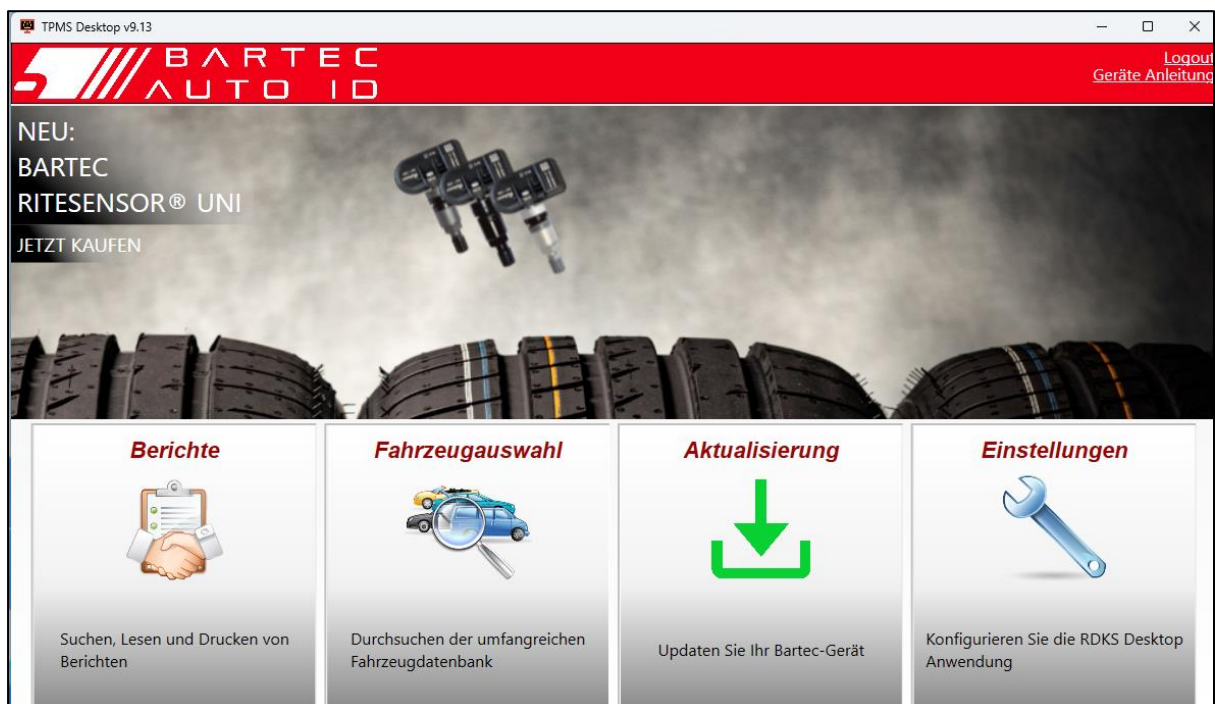 TPMS Desktop v9.13
BARTEC
AUTO ID
Logout
Geräte Anleitung
NEU:
BARTEC
RITESENSOR® UNI
JETZT KAUFEN
Berichte
Fahrzeugauswahl
Aktualisierung
Einstellungen
Suchen, Lesen und Drucken von
Berichten
Durchsuchen der umfangreichen
Fahrzeugdatenbank
Updaten Sie Ihr Bartec-Gerät
Konfigurieren Sie die RDKS Desktop
Anwendung